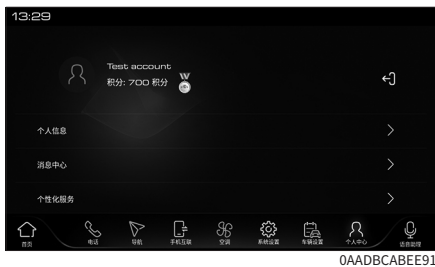 13:29
Test account
积分: 700 积分
个人信息
消息中心
个性化服务
首页
电话
导航
手机互联
空调
系统设置
车辆设置
个人中心
语音助理
0AADBCABEE91